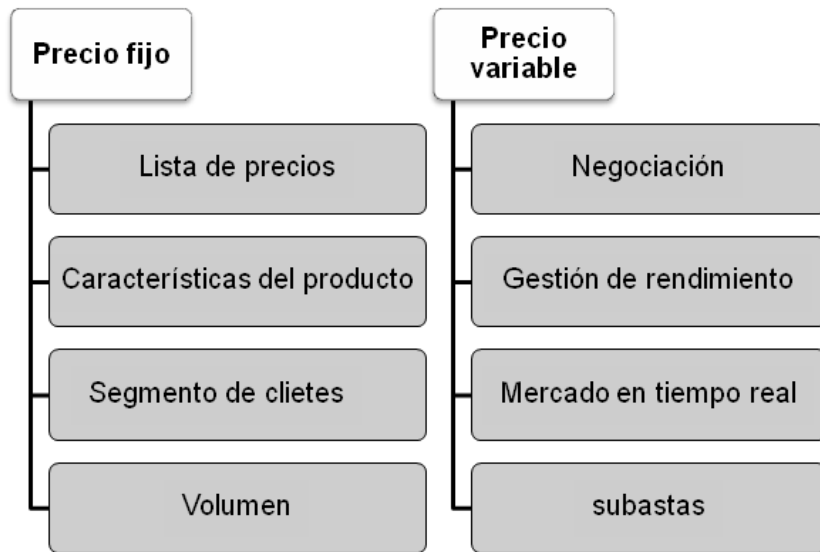 Precio fijo
Lista de precios
Característícas del producto
Segmento de clietes
Volumen
Precio
variable
Negociación
Gestión de rendimiento
Mercado en tiempo real
subastas